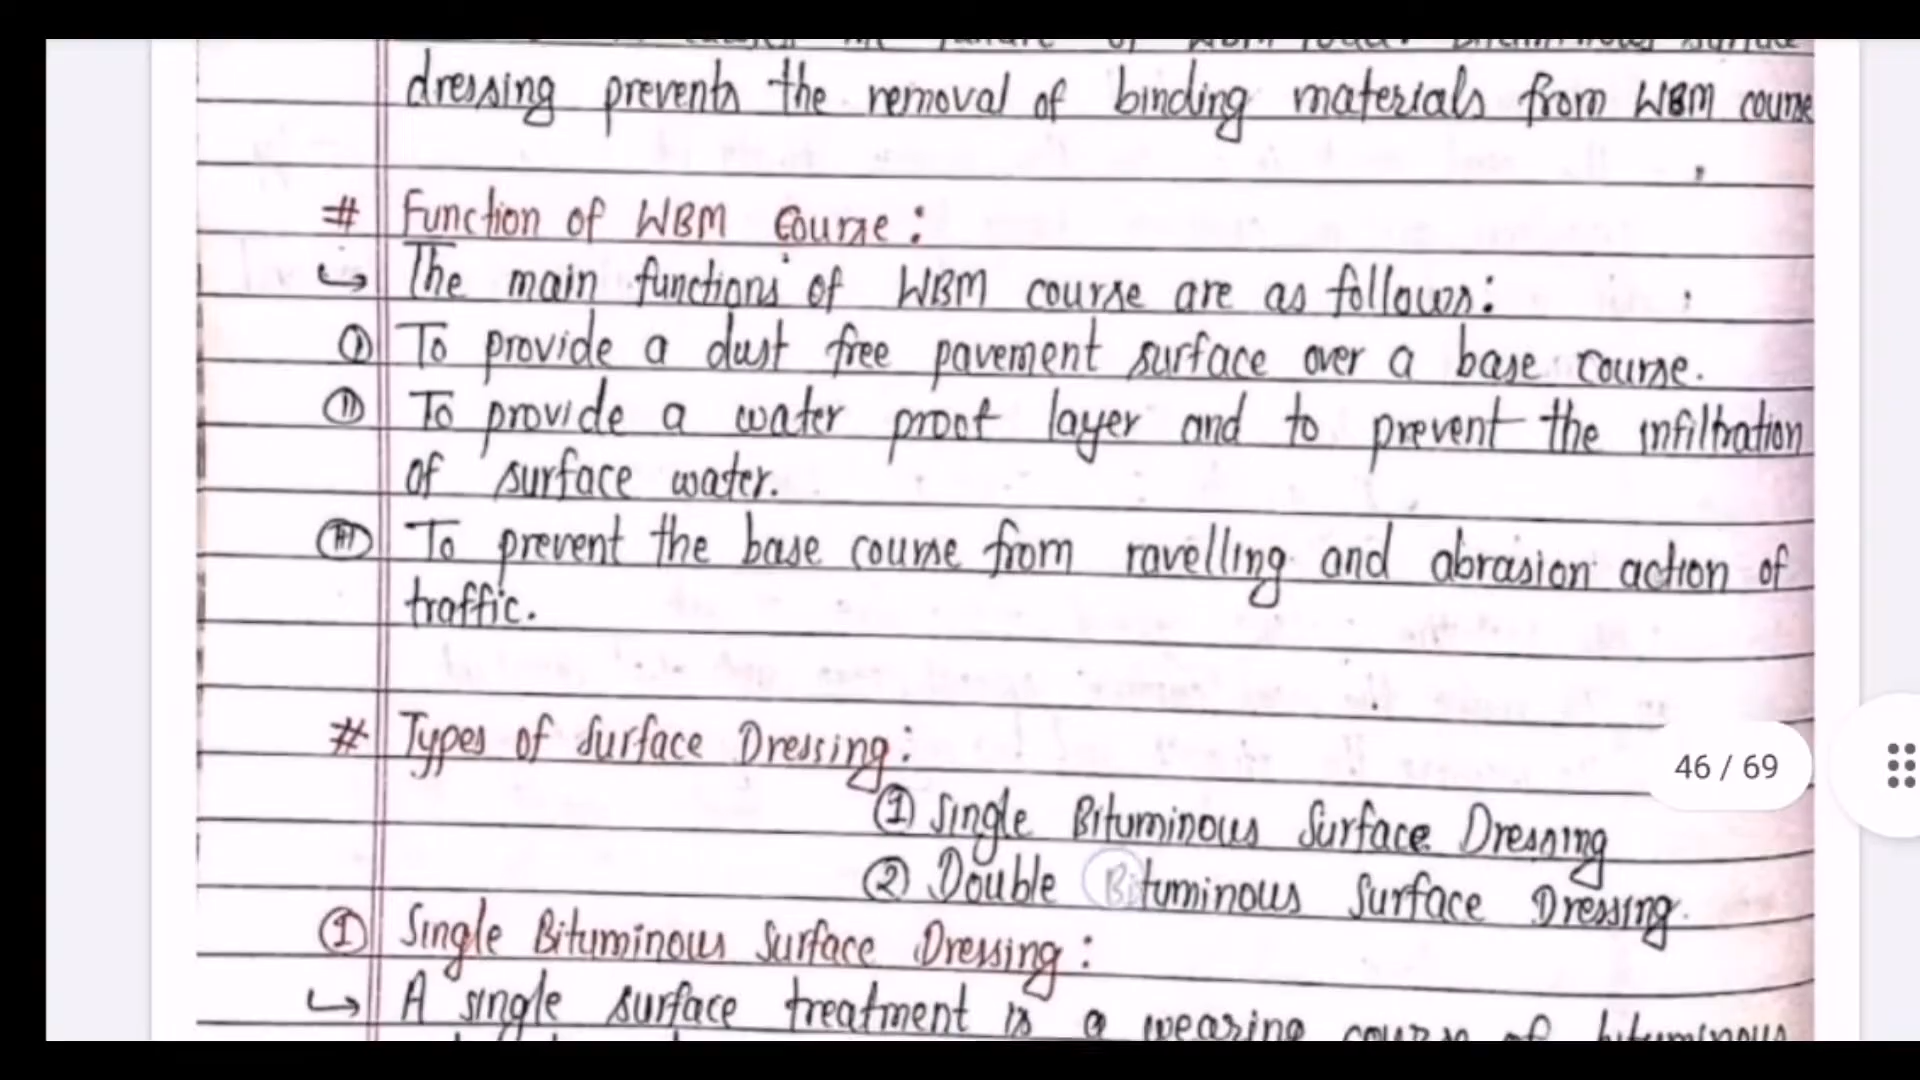 dressing prevents the removal of binding materials from WBM course
# Function of WBM Course:
↳ The main functions of WBM course are as follows:
Ⓘ To provide a dust free pavement surface over a base course.
Ⓘⓘ To provide a water proof layer and to prevent the infiltration
of surface water.
ⒾⒾⒾ To prevent the base course from ravelling and abrasion action of
traffic.
# Types of Surface Dressing:
46 / 69
① Single Bituminous Surface Dressing
② Double Bituminous Surface Dressing.
① Single Bituminous Surface Dressing:
↳ A single surface treatment is a wearing course of bituminous